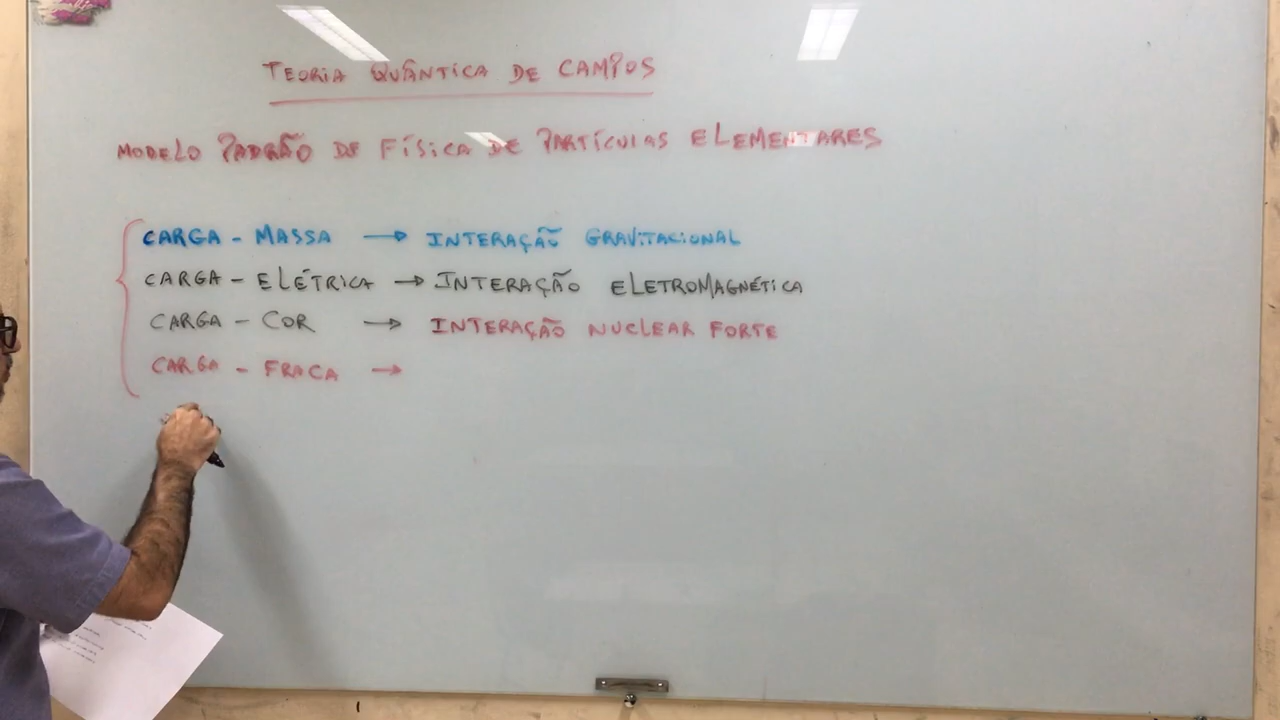 TEORIA QUÂNTICA DE CAMPOS
MODELO PADRÃO DE FÍSICA DE PARTÍCULAS ELEMENTARES
CARGA - MASSA → INTERAÇÃO GRAVITACIONAL
CARGA - ELÉTRICA → INTERAÇÃO ELETROMAGNÉTICA
CARGA - COR → INTERAÇÃO NUCLEAR FORTE
CARGA - FRACA →